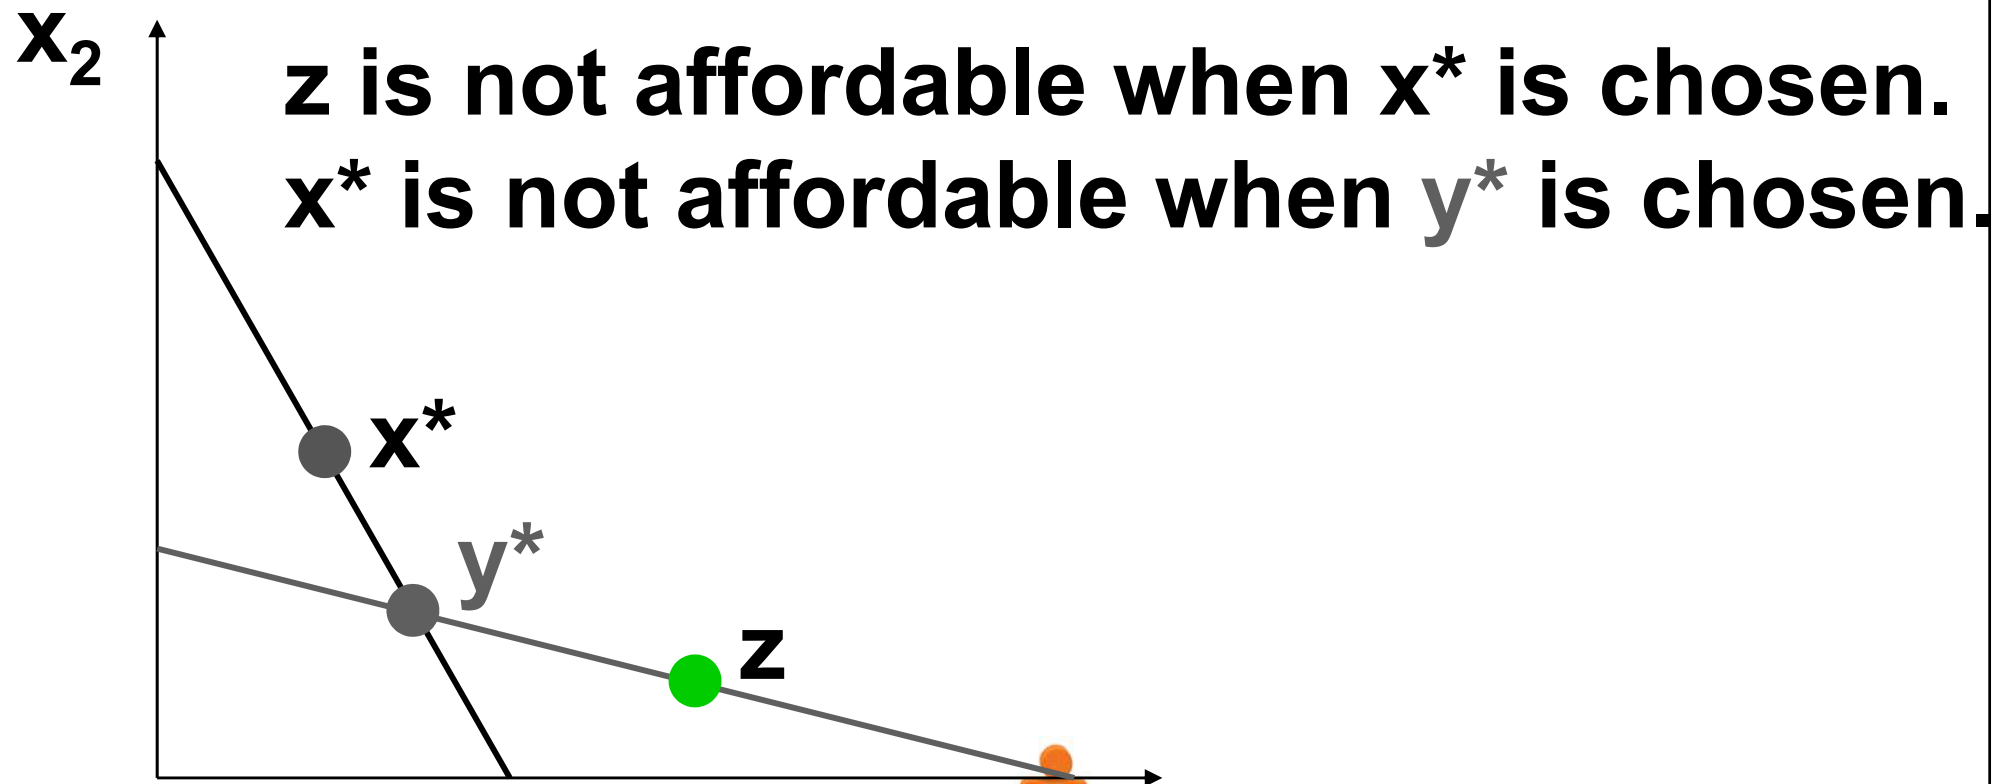 x₂
z is not affordable when x* is chosen.
x* is not affordable when y* is chosen.
x*
y*
z